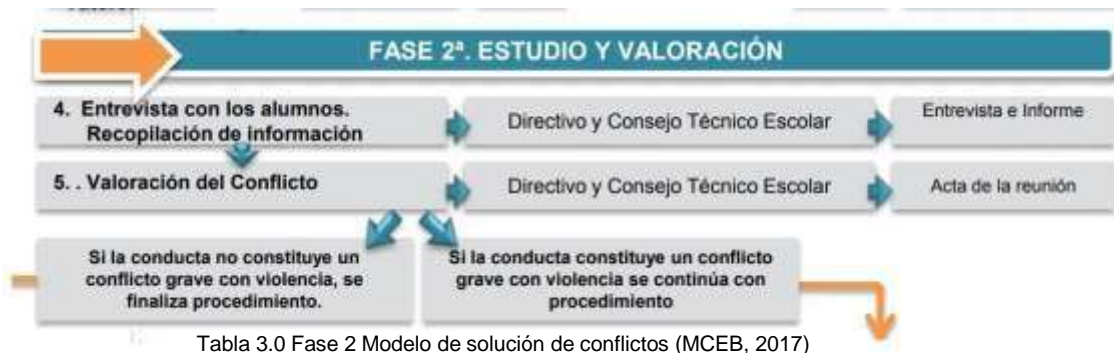 FASE 2ª. ESTUDIO Y VALORACIÓN
4. Entrevista con los alumnos.
Recopilación de información
Directivo y Consejo Técnico Escolar
Entrevista e Informe
5. . Valoración del Conflicto
Directivo y Consejo Técnico Escolar
Acta de la reunión
Si la conducta no constituye un
conflicto grave con violencia, se
finaliza procedimiento.
Si la conducta constituye un conflicto
grave con violencia se continúa con
procedimiento
Tabla 3.0 Fase 2 Modelo de solución de conflictos (MCEB, 2017)